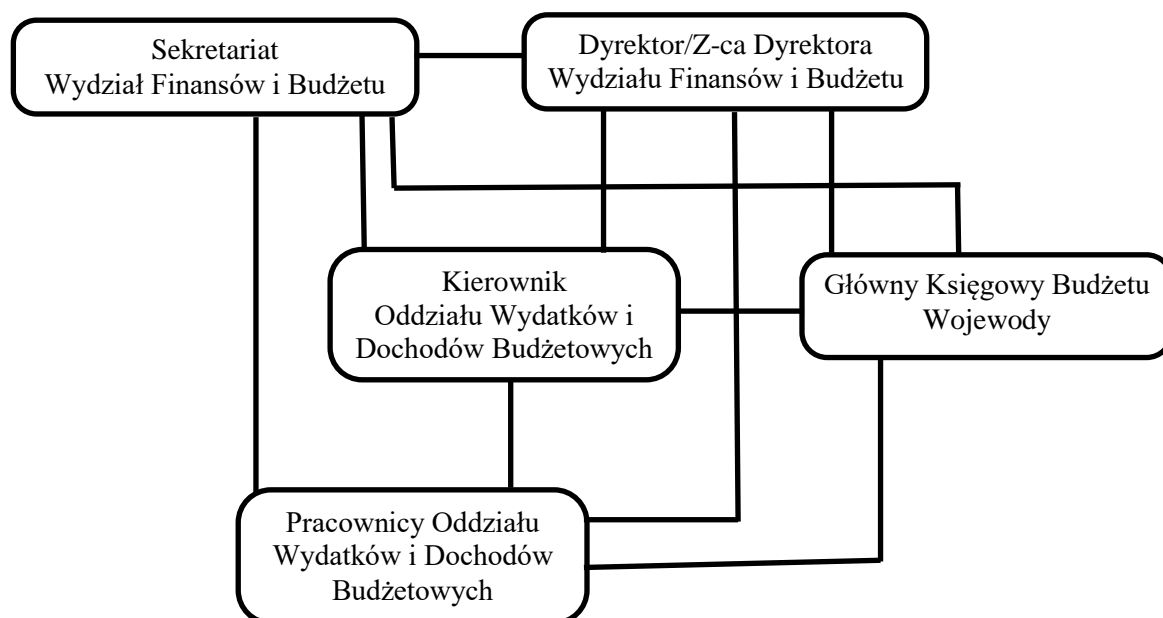 Sekretariat
Wydział Finansów i Budżetu
Dyrektor/Z-ca Dyrektora
Wydziału Finansów i Budżetu
Kierownik
Oddziału Wydatków i
Dochodów Budżetowych
Główny Księgowy Budżetu
Wojewody
Pracownicy Oddziału
Wydatków i Dochodów
Budżetowych